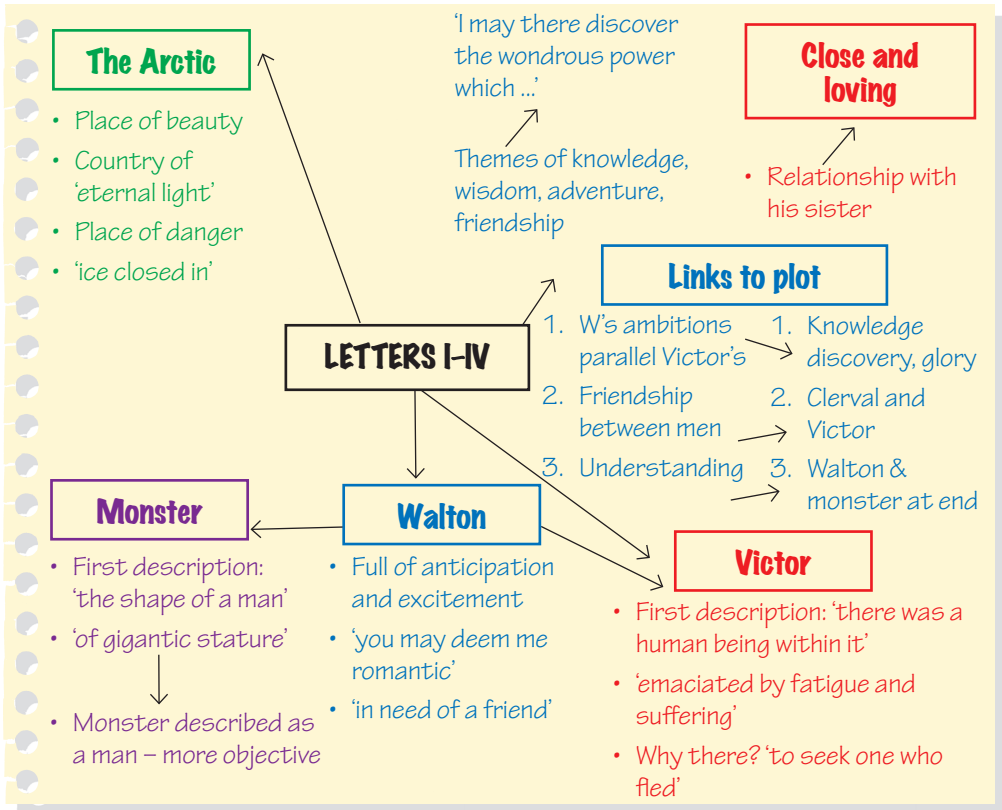 The Arctic
• Place of beauty
• Country of
‘eternal light’
• Place of danger
• ‘ice closed in’
‘I may there discover
the wondrous power
which ...’
Themes of knowledge,
wisdom, adventure,
friendship
Close and
loving
• Relationship with
his sister
Links to plot
1. W’s ambitions
parallel Victor’s
2. Friendship
between men
3. Understanding
1. Knowledge
discovery, glory
2. Clerval and
Victor
3. Walton &
monster at end
LETTERS I–IV
Monster
• First description:
‘the shape of a man’
• ‘of gigantic stature’
• Monster described as
a man – more objective
Walton
• Full of anticipation
and excitement
• ‘you may deem me
romantic’
• ‘in need of a friend’
Victor
• First description: ‘there was a
human being within it’
• ‘emaciated by fatigue and
suffering’
• Why there? ‘to seek one who
fled’